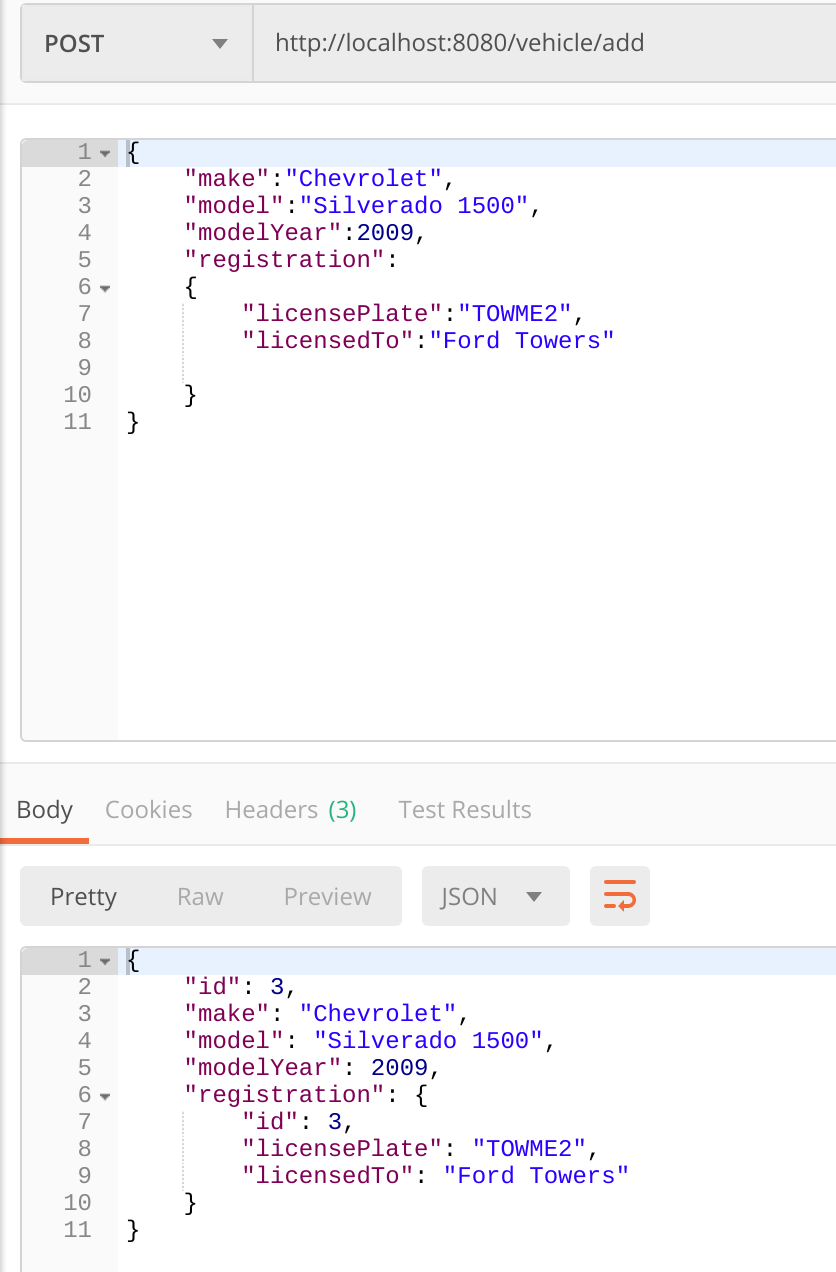 POST http://localhost:8080/vehicle/add
1 {
2 "make":"Chevrolet",
3 "model":"Silverado 1500",
4 "modelYear":2009,
5 "registration":
6 {
7 "licensePlate":"TOWME2",
8 "licensedTo":"Ford Towers"
9
10 }
11 }
Body Cookies Headers (3) Test Results
Pretty Raw Preview JSON
1 {
2 "id": 3,
3 "make": "Chevrolet",
4 "model": "Silverado 1500",
5 "modelYear": 2009,
6 "registration": {
7 "id": 3,
8 "licensePlate": "TOWME2",
9 "licensedTo": "Ford Towers"
10 }
11 }